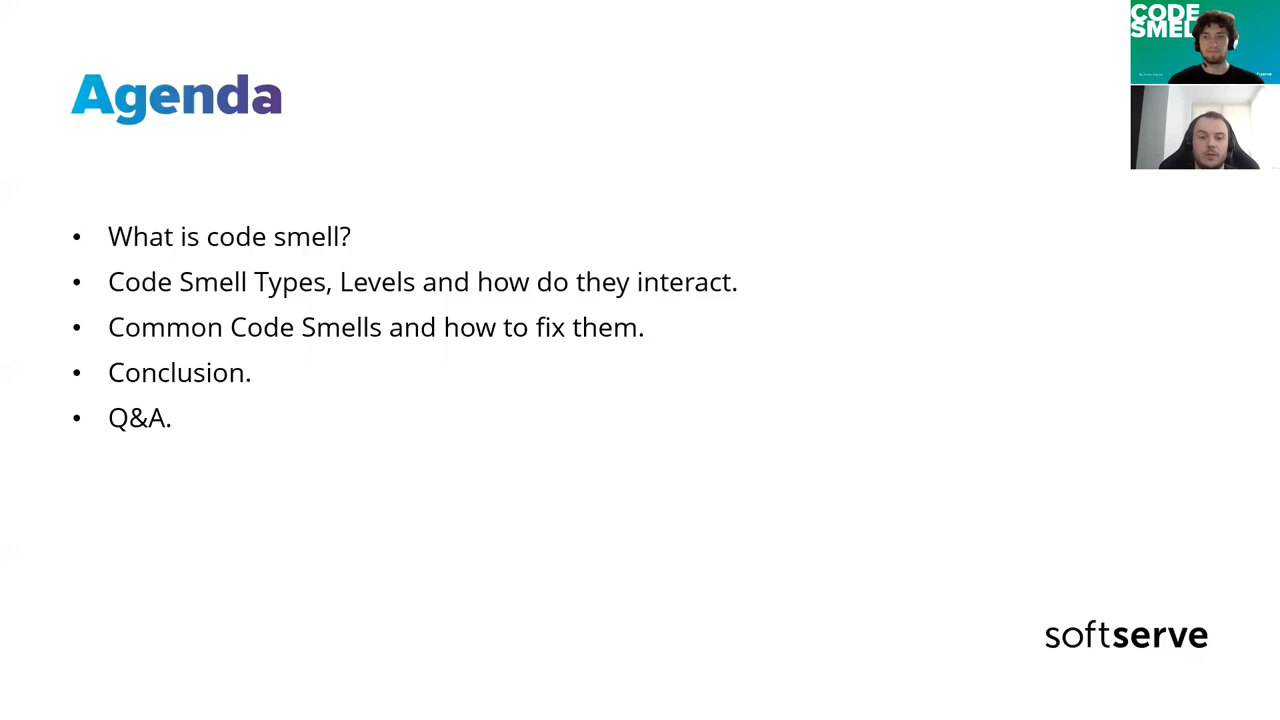 CODE
SMEL
Agenda
• What is code smell?
• Code Smell Types, Levels and how do they interact.
• Common Code Smells and how to fix them.
• Conclusion.
• Q&A.
softserve